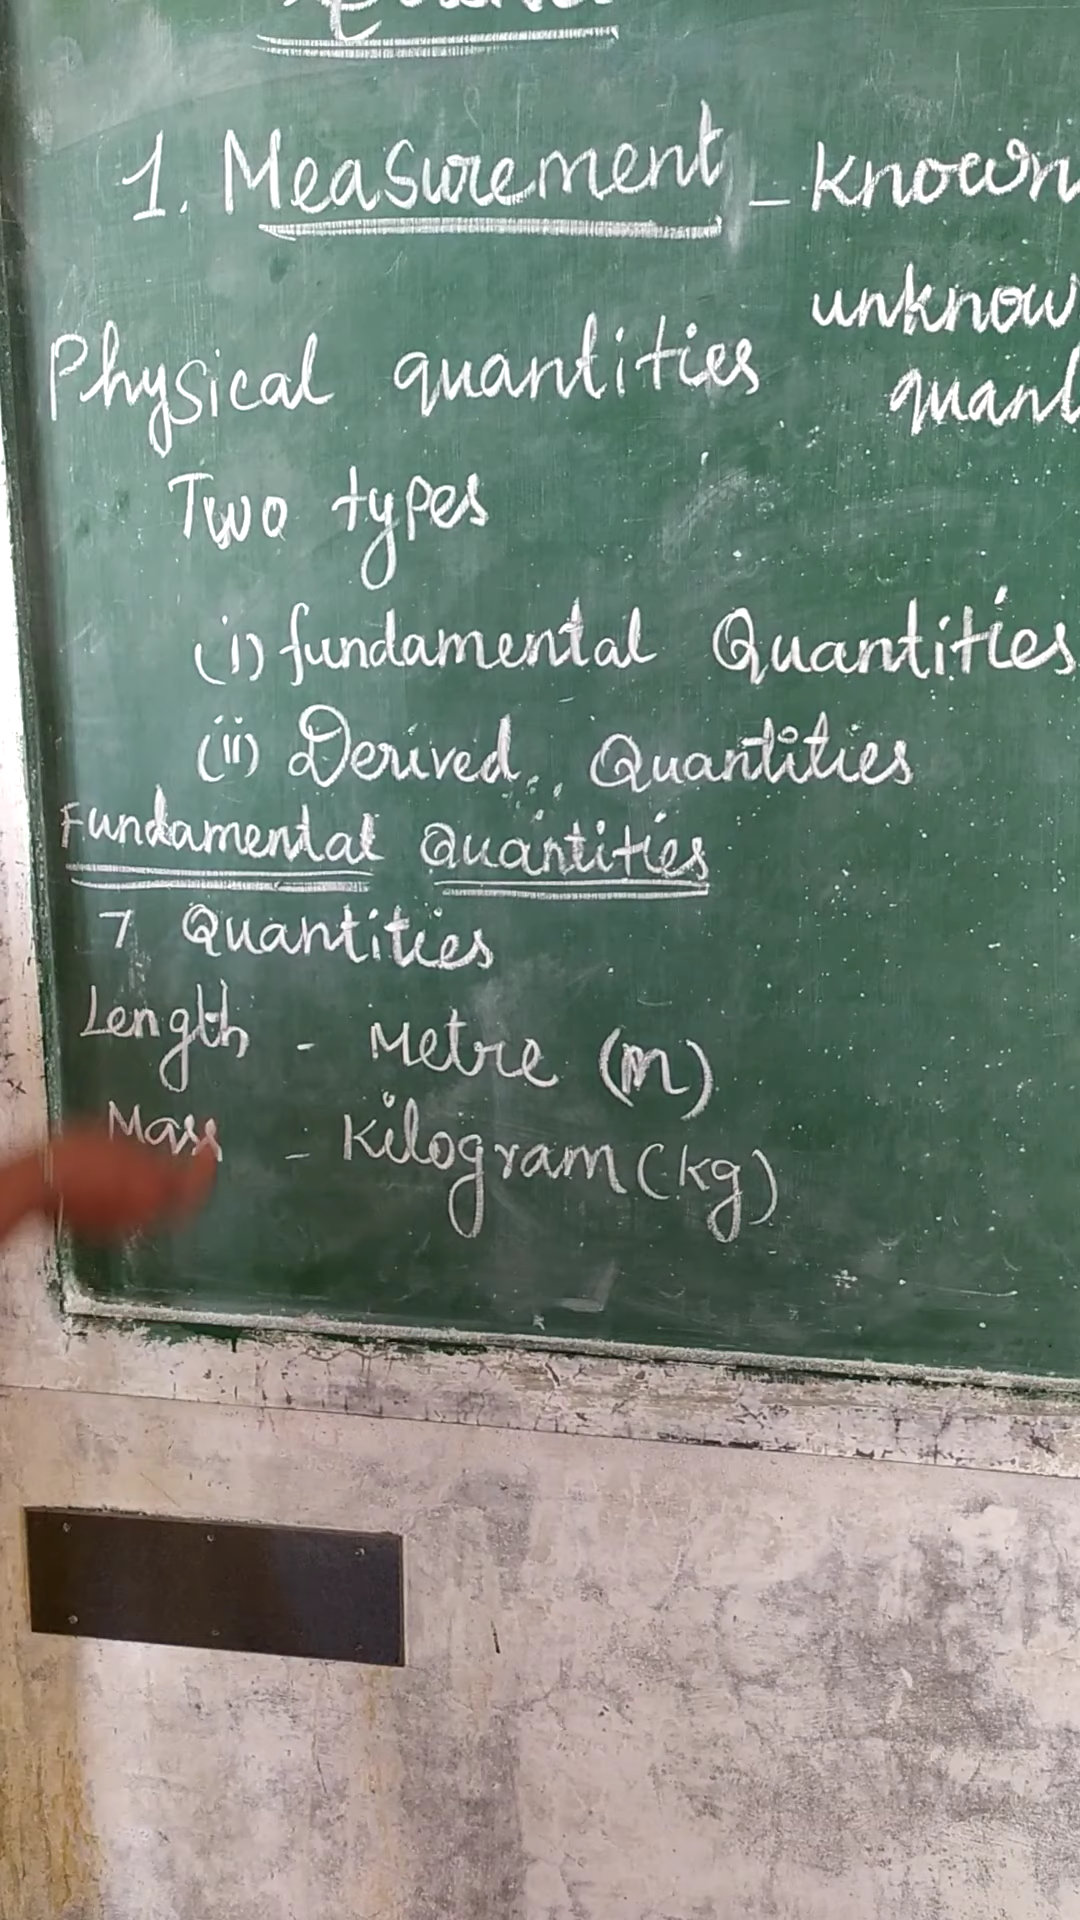 1. Measurement - known
unknow
Physical quantities quant
Two types
(i) fundamental Quantities
(ii) Derived Quantities
Fundamental Quantities
7 Quantities
Length - Metre (m)
Mass - Kilogram (kg)